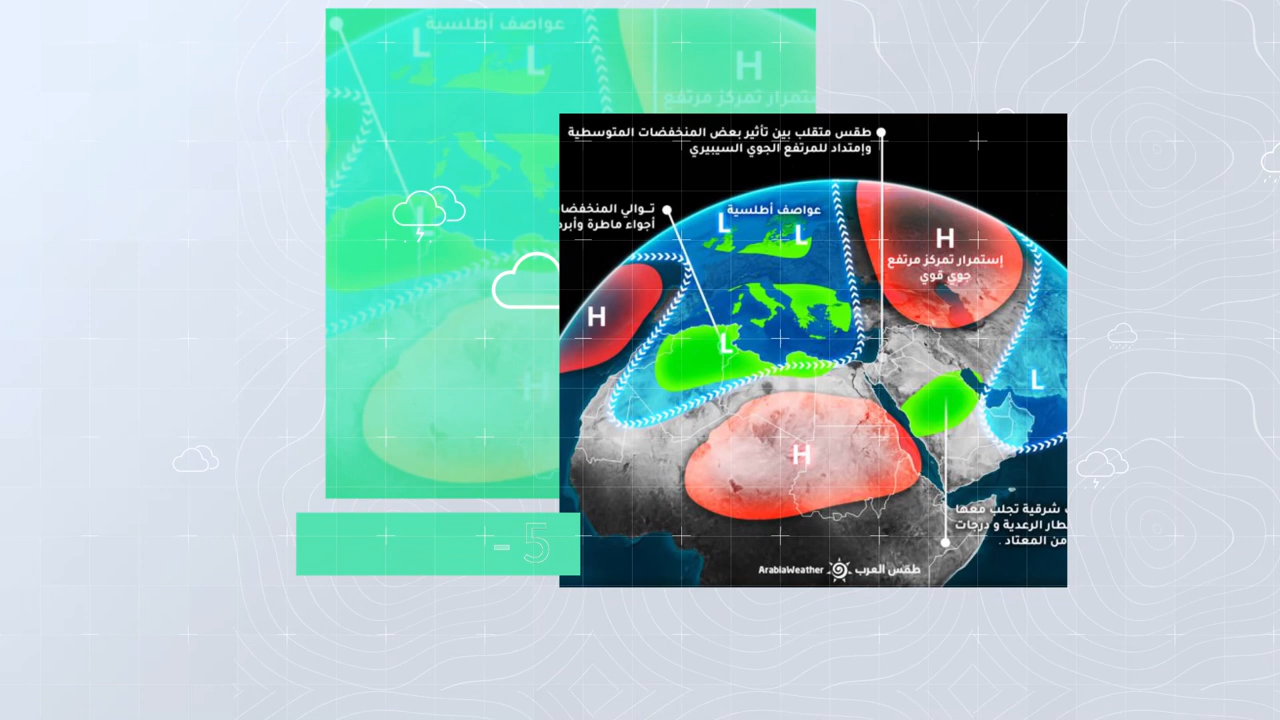 عواصف أطلسية
L
L
H
ستمرار تمركز مرتفع
طقس متقلب بين تأثير بعض المنخفضات المتوسطية
وإمتداد للمرتفع الجوي السيبيري
تـوالي المنخفضا
أجواء ماطرة وأبر
عواصف أطلسية
L
L
H
إستمرار تمركز مرتفع
جوي قوي
H
L
L
H
L
H
شرقية تجلب معها
طار الرعدية و درجات
من المعتاد .
ArabiaWeather طقس العرب
- 5